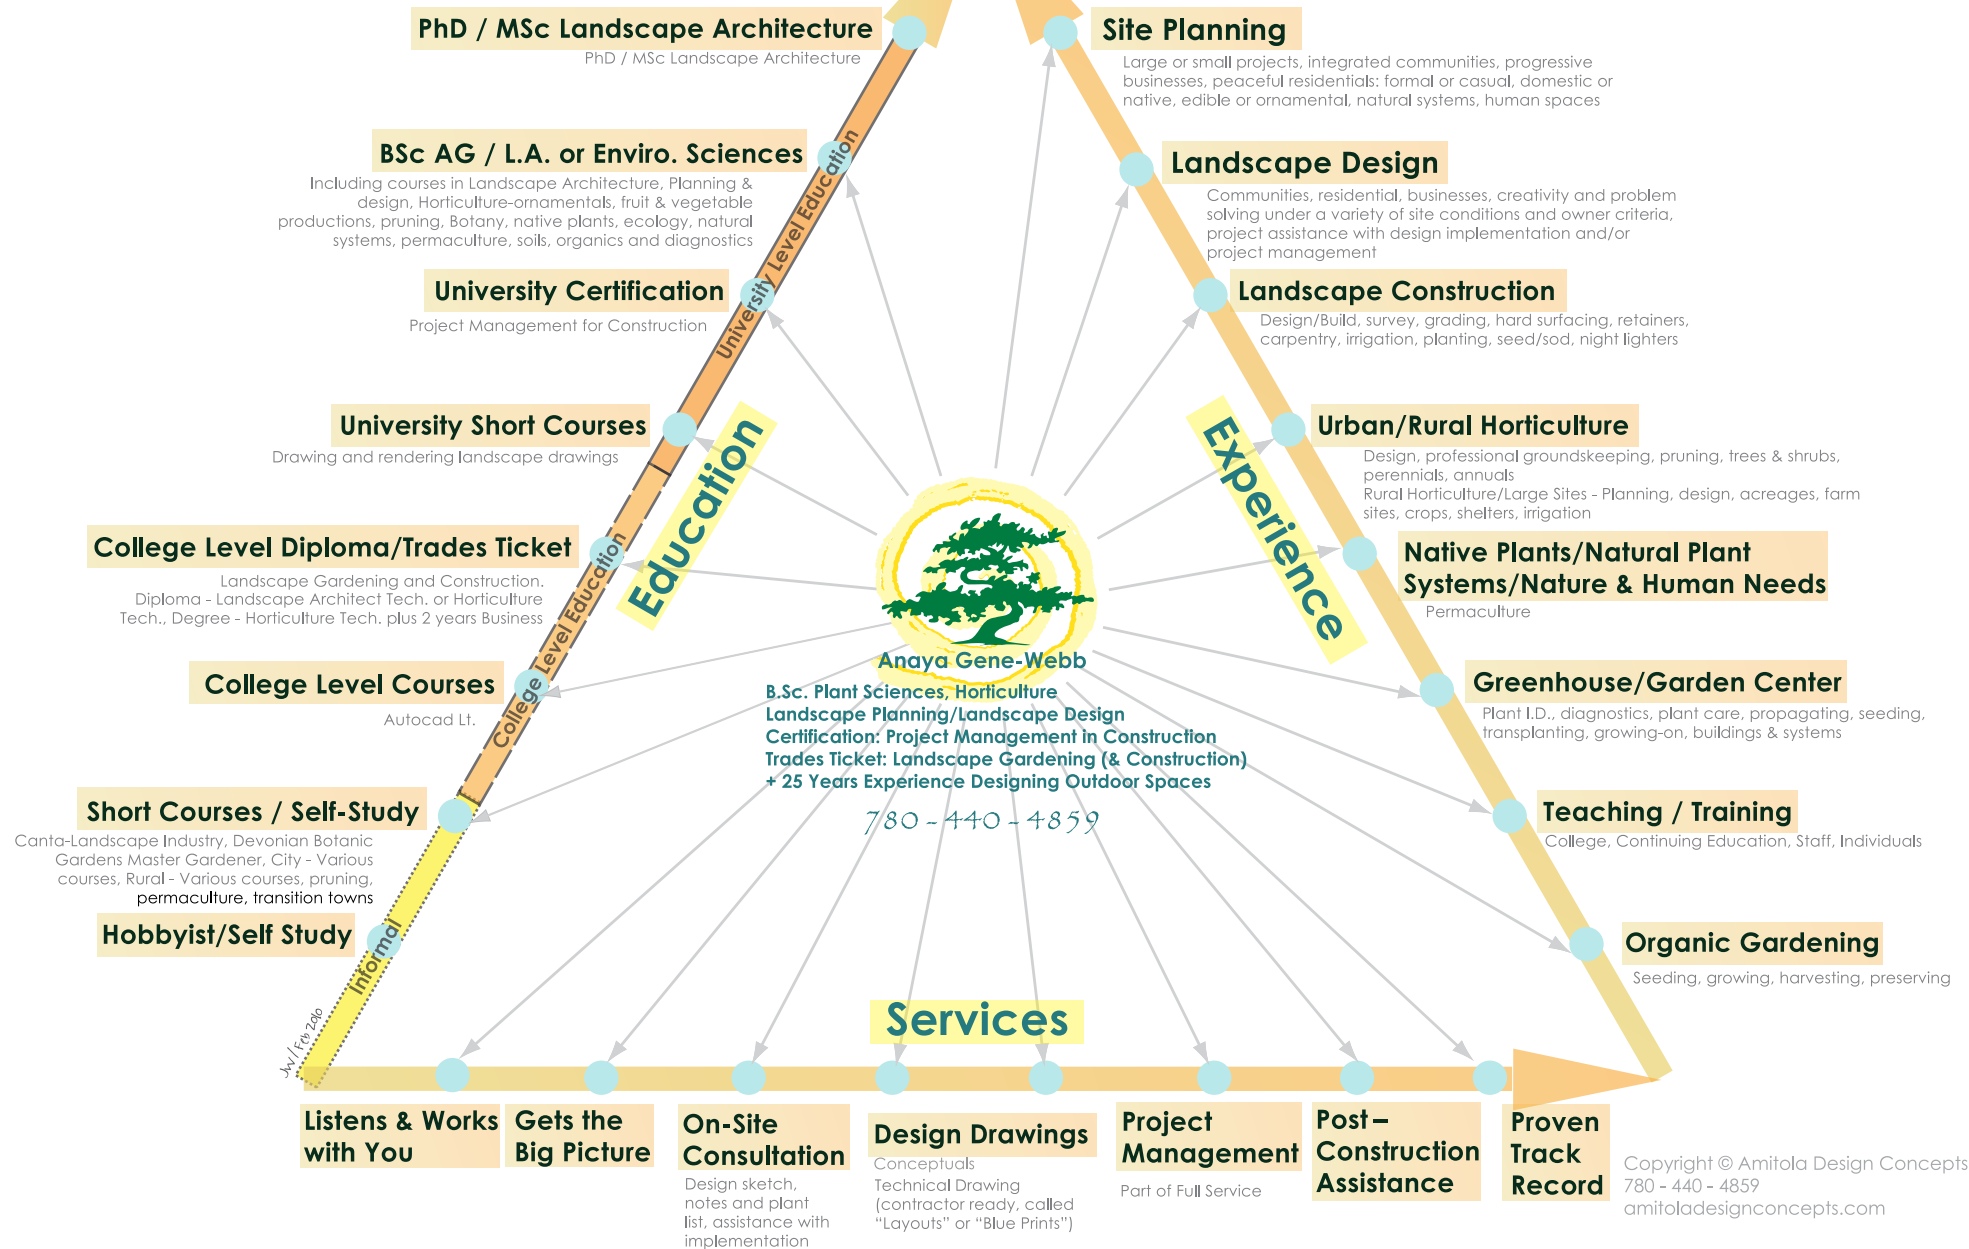 PhD / MSc Landscape Architecture
PhD / MSc Landscape Architecture
BSc AG / L.A. or Enviro. Sciences
Including courses in Landscape Architecture, Planning &
design, Horticulture-ornamentals, fruit & vegetable
productions, pruning, Botany, native plants, ecology, natural
systems, permaculture, soils, organics and diagnostics
University Certification
Project Management for Construction
University Short Courses
Drawing and rendering landscape drawings
College Level Diploma/Trades Ticket
Landscape Gardening and Construction.
Diploma - Landscape Architect Tech. or Horticulture
Tech., Degree - Horticulture Tech. plus 2 years Business
College Level Courses
Autocad Lt.
Short Courses / Self-Study
Canta-Landscape Industry, Devonian Botanic
Gardens Master Gardener, City - Various
courses, Rural - Various courses, pruning,
permaculture, transition towns
Hobbyist/Self Study
University Level Education
College Level Education
Informal
Education
Jw/Feb 2010
Site Planning
Large or small projects, integrated communities, progressive
businesses, peaceful residentials: formal or casual, domestic or
native, edible or ornamental, natural systems, human spaces
Landscape Design
Communities, residential, businesses, creativity and problem
solving under a variety of site conditions and owner criteria,
project assistance with design implementation and/or
project management
Landscape Construction
Design/Build, survey, grading, hard surfacing, retainers,
carpentry, irrigation, planting, seed/sod, night lighters
Urban/Rural Horticulture
Design, professional groundskeeping, pruning, trees & shrubs,
perennials, annuals
Rural Horticulture/Large Sites - Planning, design, acreages, farm
sites, crops, shelters, irrigation
Native Plants/Natural Plant
Systems/Nature & Human Needs
Permaculture
Greenhouse/Garden Center
Plant I.D., diagnostics, plant care, propagating, seeding,
transplanting, growing-on, buildings & systems
Teaching / Training
College, Continuing Education, Staff, Individuals
Organic Gardening
Seeding, growing, harvesting, preserving
Experience
Anaya Gene-Webb
B.Sc. Plant Sciences, Horticulture
Landscape Planning/Landscape Design
Certification: Project Management in Construction
Trades Ticket: Landscape Gardening (& Construction)
+ 25 Years Experience Designing Outdoor Spaces
780-440-4859
Services
Listens & Works
with You
Gets the
Big Picture
On-Site
Consultation
Design sketch,
notes and plant
list, assistance with
implementation
Design Drawings
Conceptuals
Technical Drawing
(contractor ready, called
“Layouts” or “Blue Prints”)
Project
Management
Part of Full Service
Post –
Construction
Assistance
Proven
Track
Record
Copyright © Amitola Design Concepts
780 - 440 - 4859
amitoladesignconcepts.com